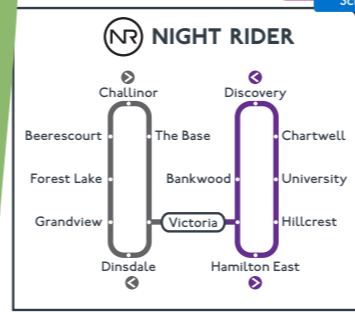 Sc
NR NIGHT RIDER
Challinor Discovery
Beerescourt The Base Chartwell
Forest Lake Bankwood University
Grandview Victoria Hillcrest
Dinsdale Hamilton East